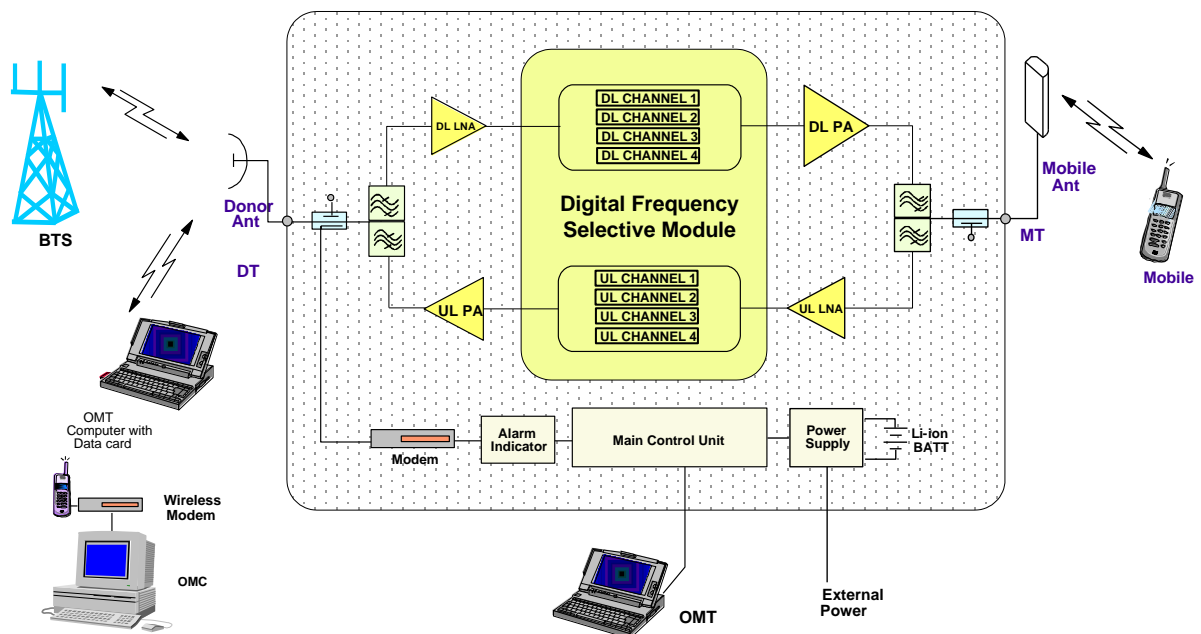 BTS
Donor
Ant
DT
DL LNA
DL CHANNEL 1
DL CHANNEL 2
DL CHANNEL 3
DL CHANNEL 4
DL PA
Digital Frequency
Selective Module
UL PA
UL CHANNEL 1
UL CHANNEL 2
UL CHANNEL 3
UL CHANNEL 4
UL LNA
MT
Mobile
Ant
Mobile
OMT
Computer with
Data card
Modem
Alarm
Indicator
Main Control Unit
Power
Supply
Li-ion
BATT
Wireless
Modem
OMC
OMT
External
Power